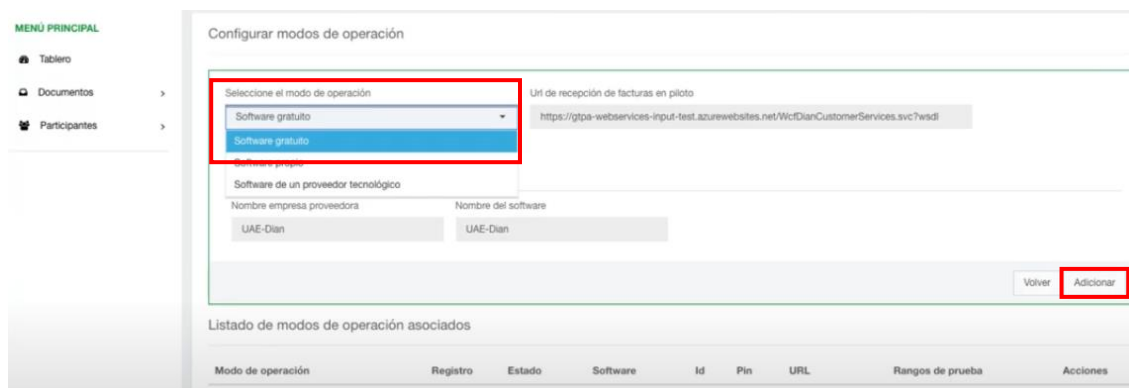 MENÚ PRINCIPAL
Tablero
Documentos
Participantes
Configurar modos de operación
Seleccione el modo de operación
Url de recepción de facturas en piloto
Software gratuito
https://gtpa-webservices-input-test.azurewebsites.net/WcfDianCustomerServices.svc?wsdl
Software gratuito
Software propio
Software de un proveedor tecnológico
Nombre empresa proveedora
Nombre del software
UAE-Dian
UAE-Dian
Volver
Adicionar
Listado de modos de operación asociados
Modo de operación Registro Estado Software Id Pin URL Rangos de prueba Acciones